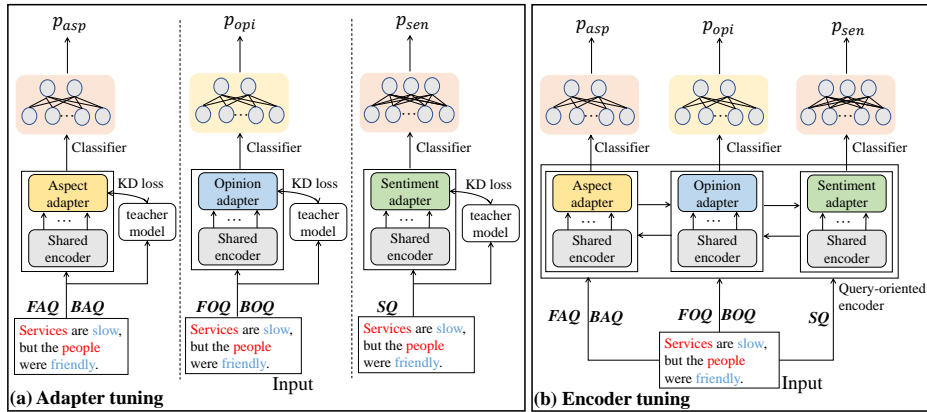 p_asp
p_opi
p_sen
Classifier
Classifier
Classifier
Aspect
adapter
KD loss
...
Shared
encoder
teacher
model
Opinion
adapter
KD loss
...
Shared
encoder
teacher
model
Sentiment
adapter
KD loss
...
Shared
encoder
teacher
model
FAQ BAQ
FOQ BOQ
SQ
Services are slow,
but the people
were friendly.
Services are slow,
but the people
were friendly.
Services are slow,
but the people
were friendly.
Input
(a) Adapter tuning
p_asp
p_opi
p_sen
Classifier
Classifier
Classifier
Aspect
adapter
...
Shared
encoder
Opinion
adapter
...
Shared
encoder
Sentiment
adapter
...
Shared
encoder
Query-oriented
encoder
FAQ BAQ
FOQ BOQ
SQ
Services are slow,
but the people
were friendly.
Input
(b) Encoder tuning